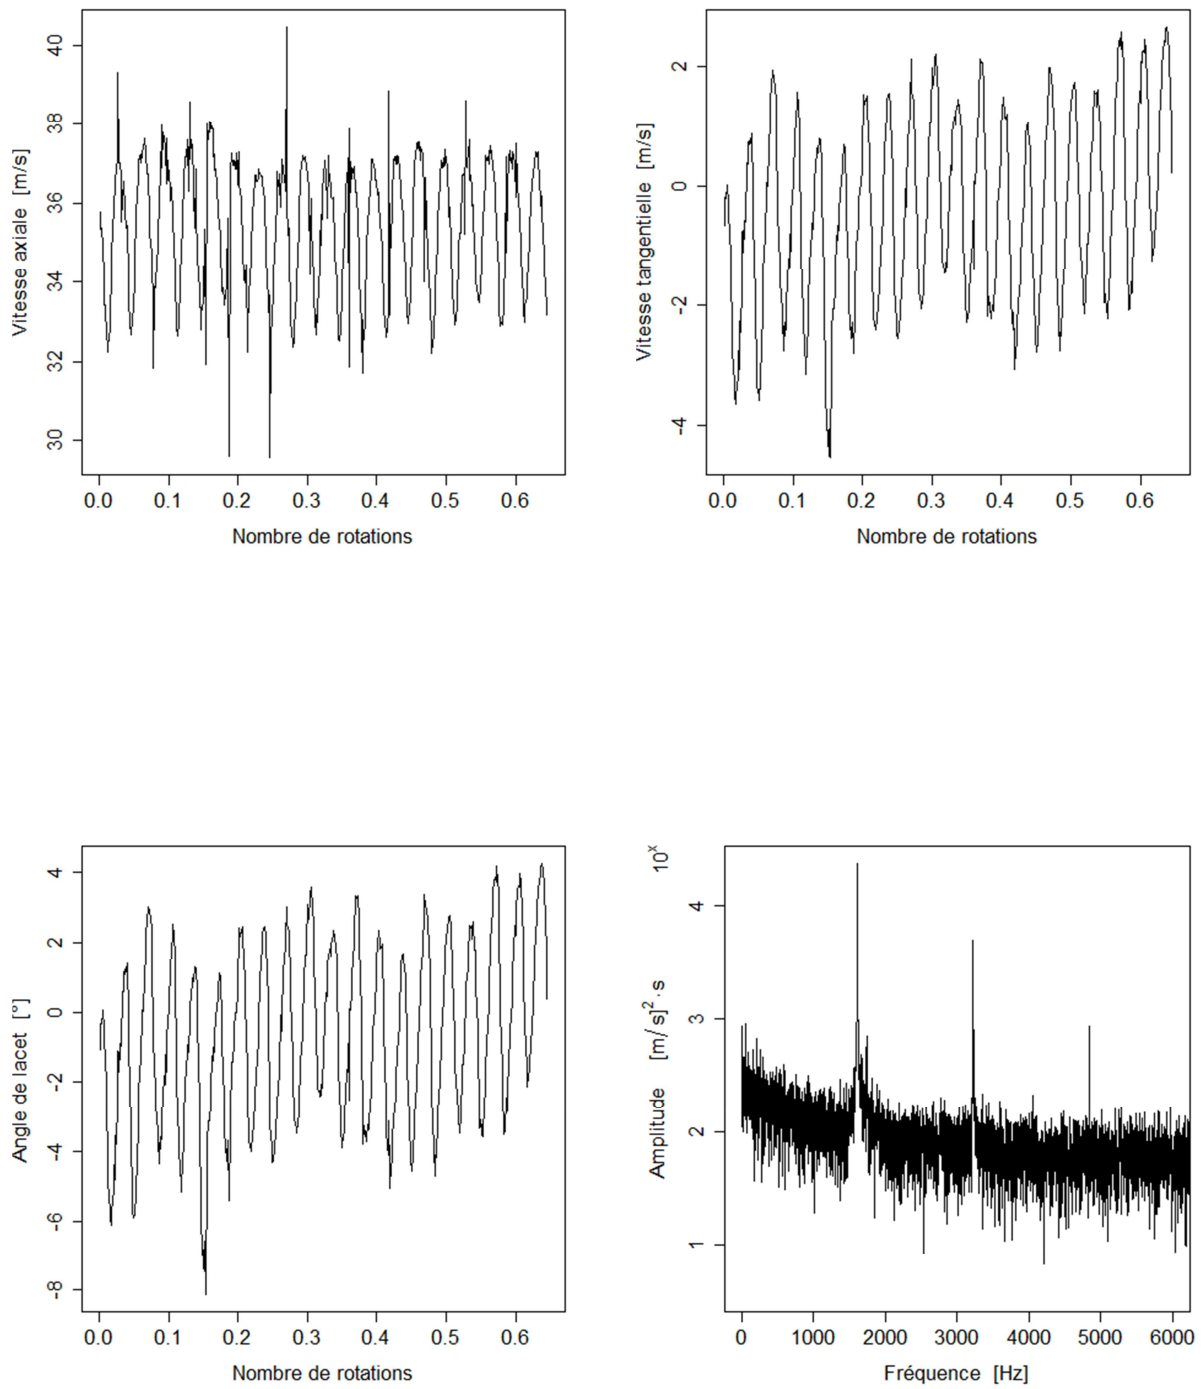 Vitesse axiale [m/s]
40
38
36
34
32
30
0.0 0.1 0.2 0.3 0.4 0.5 0.6
Nombre de rotations
Vitesse tangentielle [m/s]
2
0
-2
-4
0.0 0.1 0.2 0.3 0.4 0.5 0.6
Nombre de rotations
Angle de lacet [°]
4
2
0
-2
-4
-6
-8
0.0 0.1 0.2 0.3 0.4 0.5 0.6
Nombre de rotations
Amplitude [m/s]²·s 10ˣ
4
3
2
1
0 1000 2000 3000 4000 5000 6000
Fréquence [Hz]